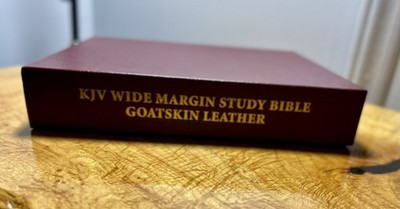 KJV WIDE MARGIN STUDY BIBLE
GOATSKIN LEATHER